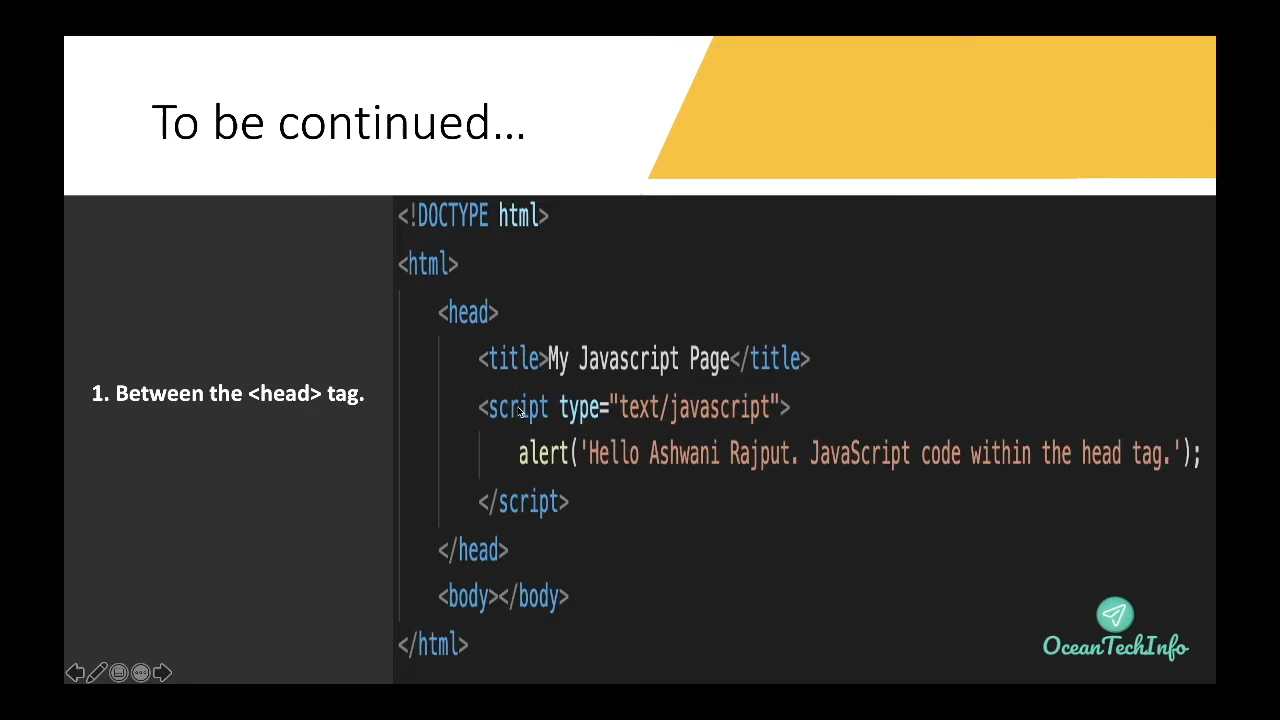 To be continued...
1. Between the <head> tag.
<!DOCTYPE html>
<html>
<head>
<title>My Javascript Page</title>
<script type="text/javascript">
alert('Hello Ashwani Rajput. JavaScript code within the head tag.');
</script>
</head>
<body></body>
</html>
OceanTechInfo